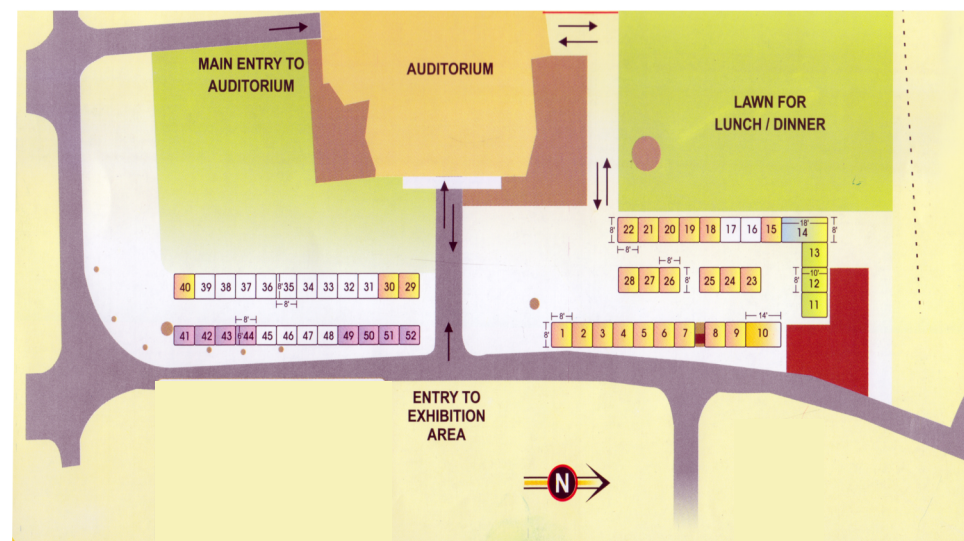 MAIN ENTRY TO
AUDITORIUM
AUDITORIUM
LAWN FOR
LUNCH / DINNER
18'
8' 22 21 20 19 18 17 16 15 14 8'
8'
13
8'
28 27 26 25 24 23 8' 10'
12
11
40 39 38 37 36 8' 35 34 33 32 31 30 29
8'
8'
41 42 43 8' 44 45 46 47 48 49 50 51 52
8' 14'
8' 1 2 3 4 5 6 7 8 9 10 8'
ENTRY TO
EXHIBITION
AREA
N